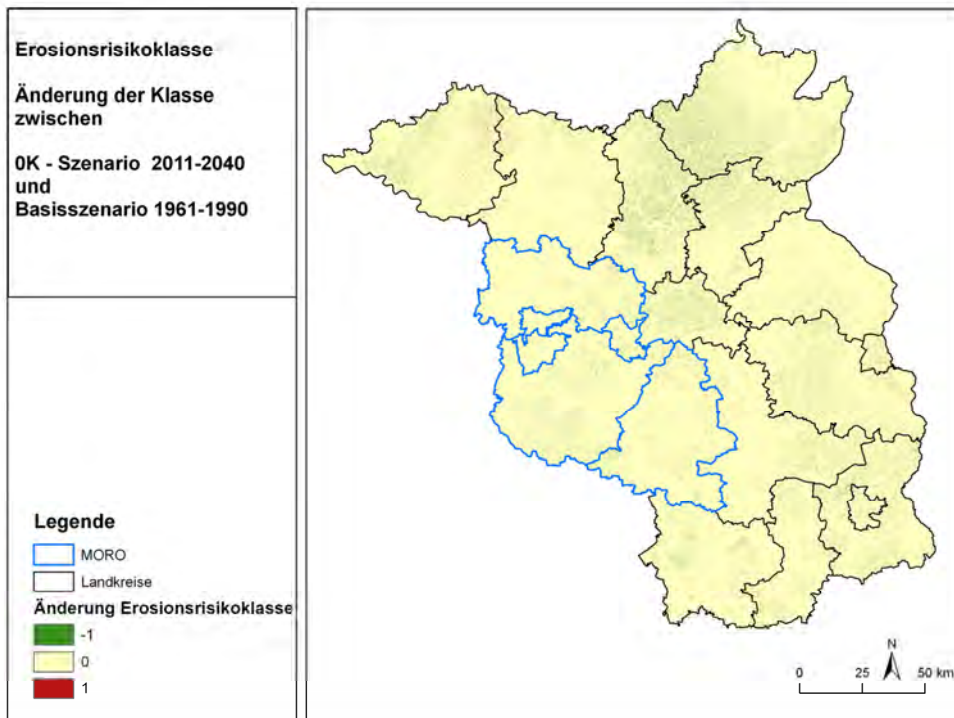 Erosionsrisikoklasse
Änderung der Klasse
zwischen
0K - Szenario 2011-2040
und
Basisszenario 1961-1990
Legende
MORO
Landkreise
Änderung Erosionsrisikoklasse
-1
0
1
N
0 25 50 km